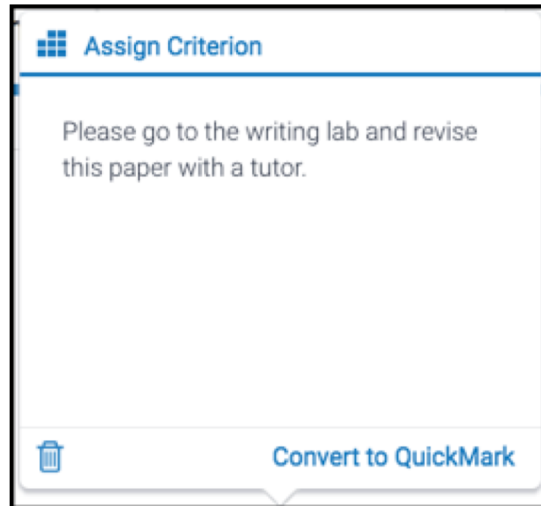 Assign Criterion
Please go to the writing lab and revise
this paper with a tutor.
Convert to QuickMark